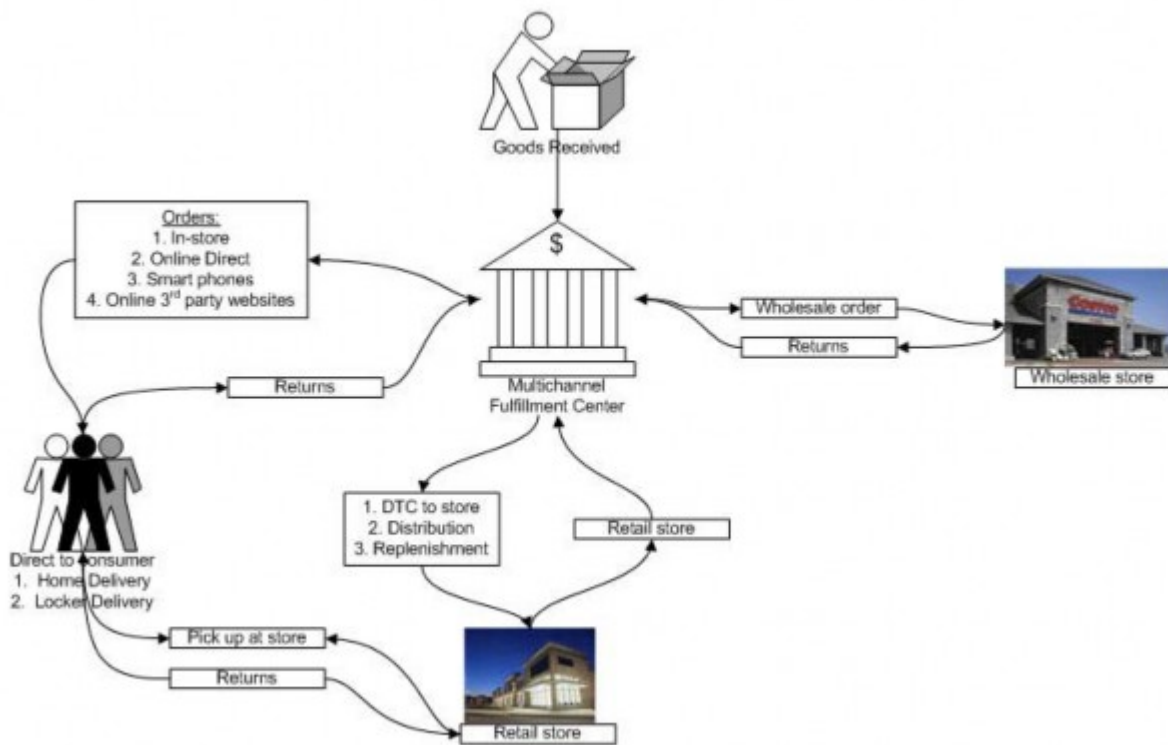 Goods Received
Orders:
1. In-store
2. Online Direct
3. Smart phones
4. Online 3rd party websites
$
Wholesale order
Returns
COSTCO
Wholesale store
Returns
Multichannel
Fulfillment Center
1. DTC to store
2. Distribution
3. Replenishment
Retail store
Direct to Consumer
1. Home Delivery
2. Locker Delivery
Pick up at store
Returns
Retail store